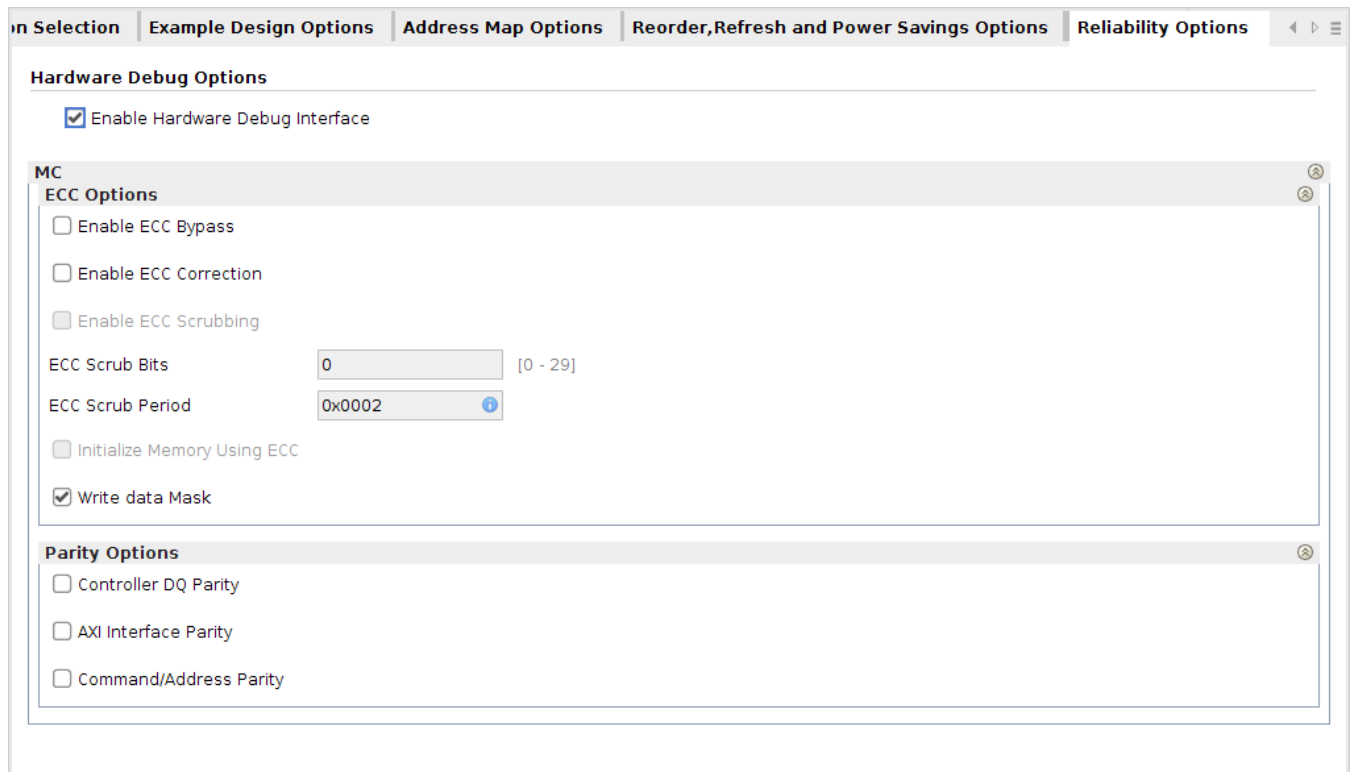 on Selection Example Design Options Address Map Options Reorder,Refresh and Power Savings Options Reliability Options
Hardware Debug Options
Enable Hardware Debug Interface
MC
ECC Options
Enable ECC Bypass
Enable ECC Correction
Enable ECC Scrubbing
ECC Scrub Bits 0 [0 - 29]
ECC Scrub Period 0x0002
Initialize Memory Using ECC
Write data Mask
Parity Options
Controller DQ Parity
AXI Interface Parity
Command/Address Parity